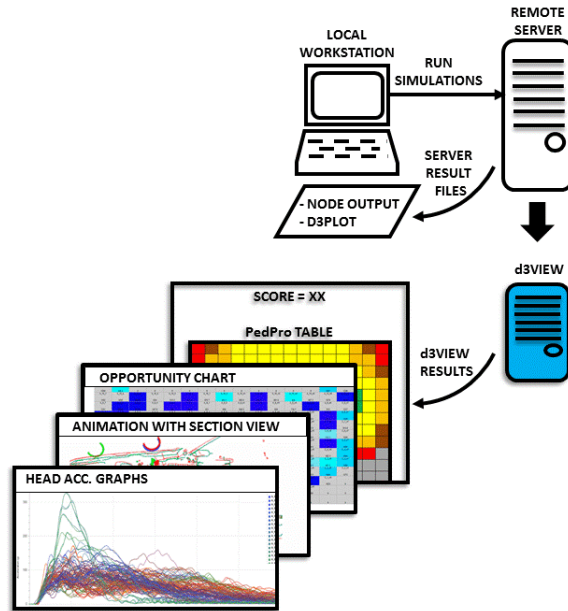 REMOTE
SERVER
LOCAL
WORKSTATION
RUN
SIMULATIONS
SERVER
RESULT
FILES
- NODE OUTPUT
- D3PLOT
d3VIEW
SCORE = XX
PedPro TABLE
d3VIEW
RESULTS
OPPORTUNITY CHART
ANIMATION WITH SECTION VIEW
HEAD ACC. GRAPHS